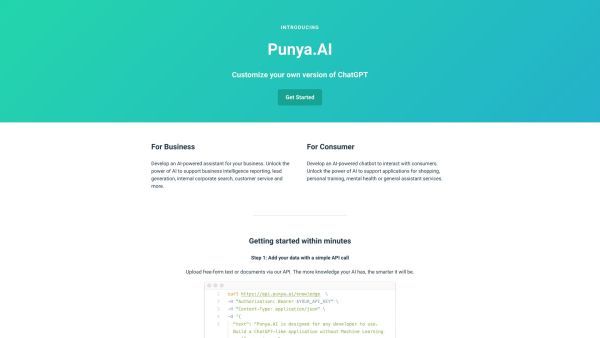 INTRODUCING
Punya.AI
Customize your own version of ChatGPT
Get Started
For Business
Develop an AI-powered assistant for your business. Unlock the
power of AI to support business intelligence reporting, lead
generation, internal corporate search, customer service and
more.
For Consumer
Develop an AI-powered chatbot to interact with consumers.
Unlock the power of AI to support applications for shopping,
personal training, mental health or general assistant services.
Getting started within minutes
Step 1: Add your data with a simple API call
Upload free-form text or documents via our API. The more knowledge your AI has, the smarter it will be.
1 curl https://api.punya.ai/knowledge \
2 -H "Authorization: Bearer $YOUR_API_KEY" \
3 -H "Content-Type: application/json" \
4 -d '{
5 "text": "Punya.AI is designed for any developer to use.
Build a ChatGPT-like application without Machine Learning